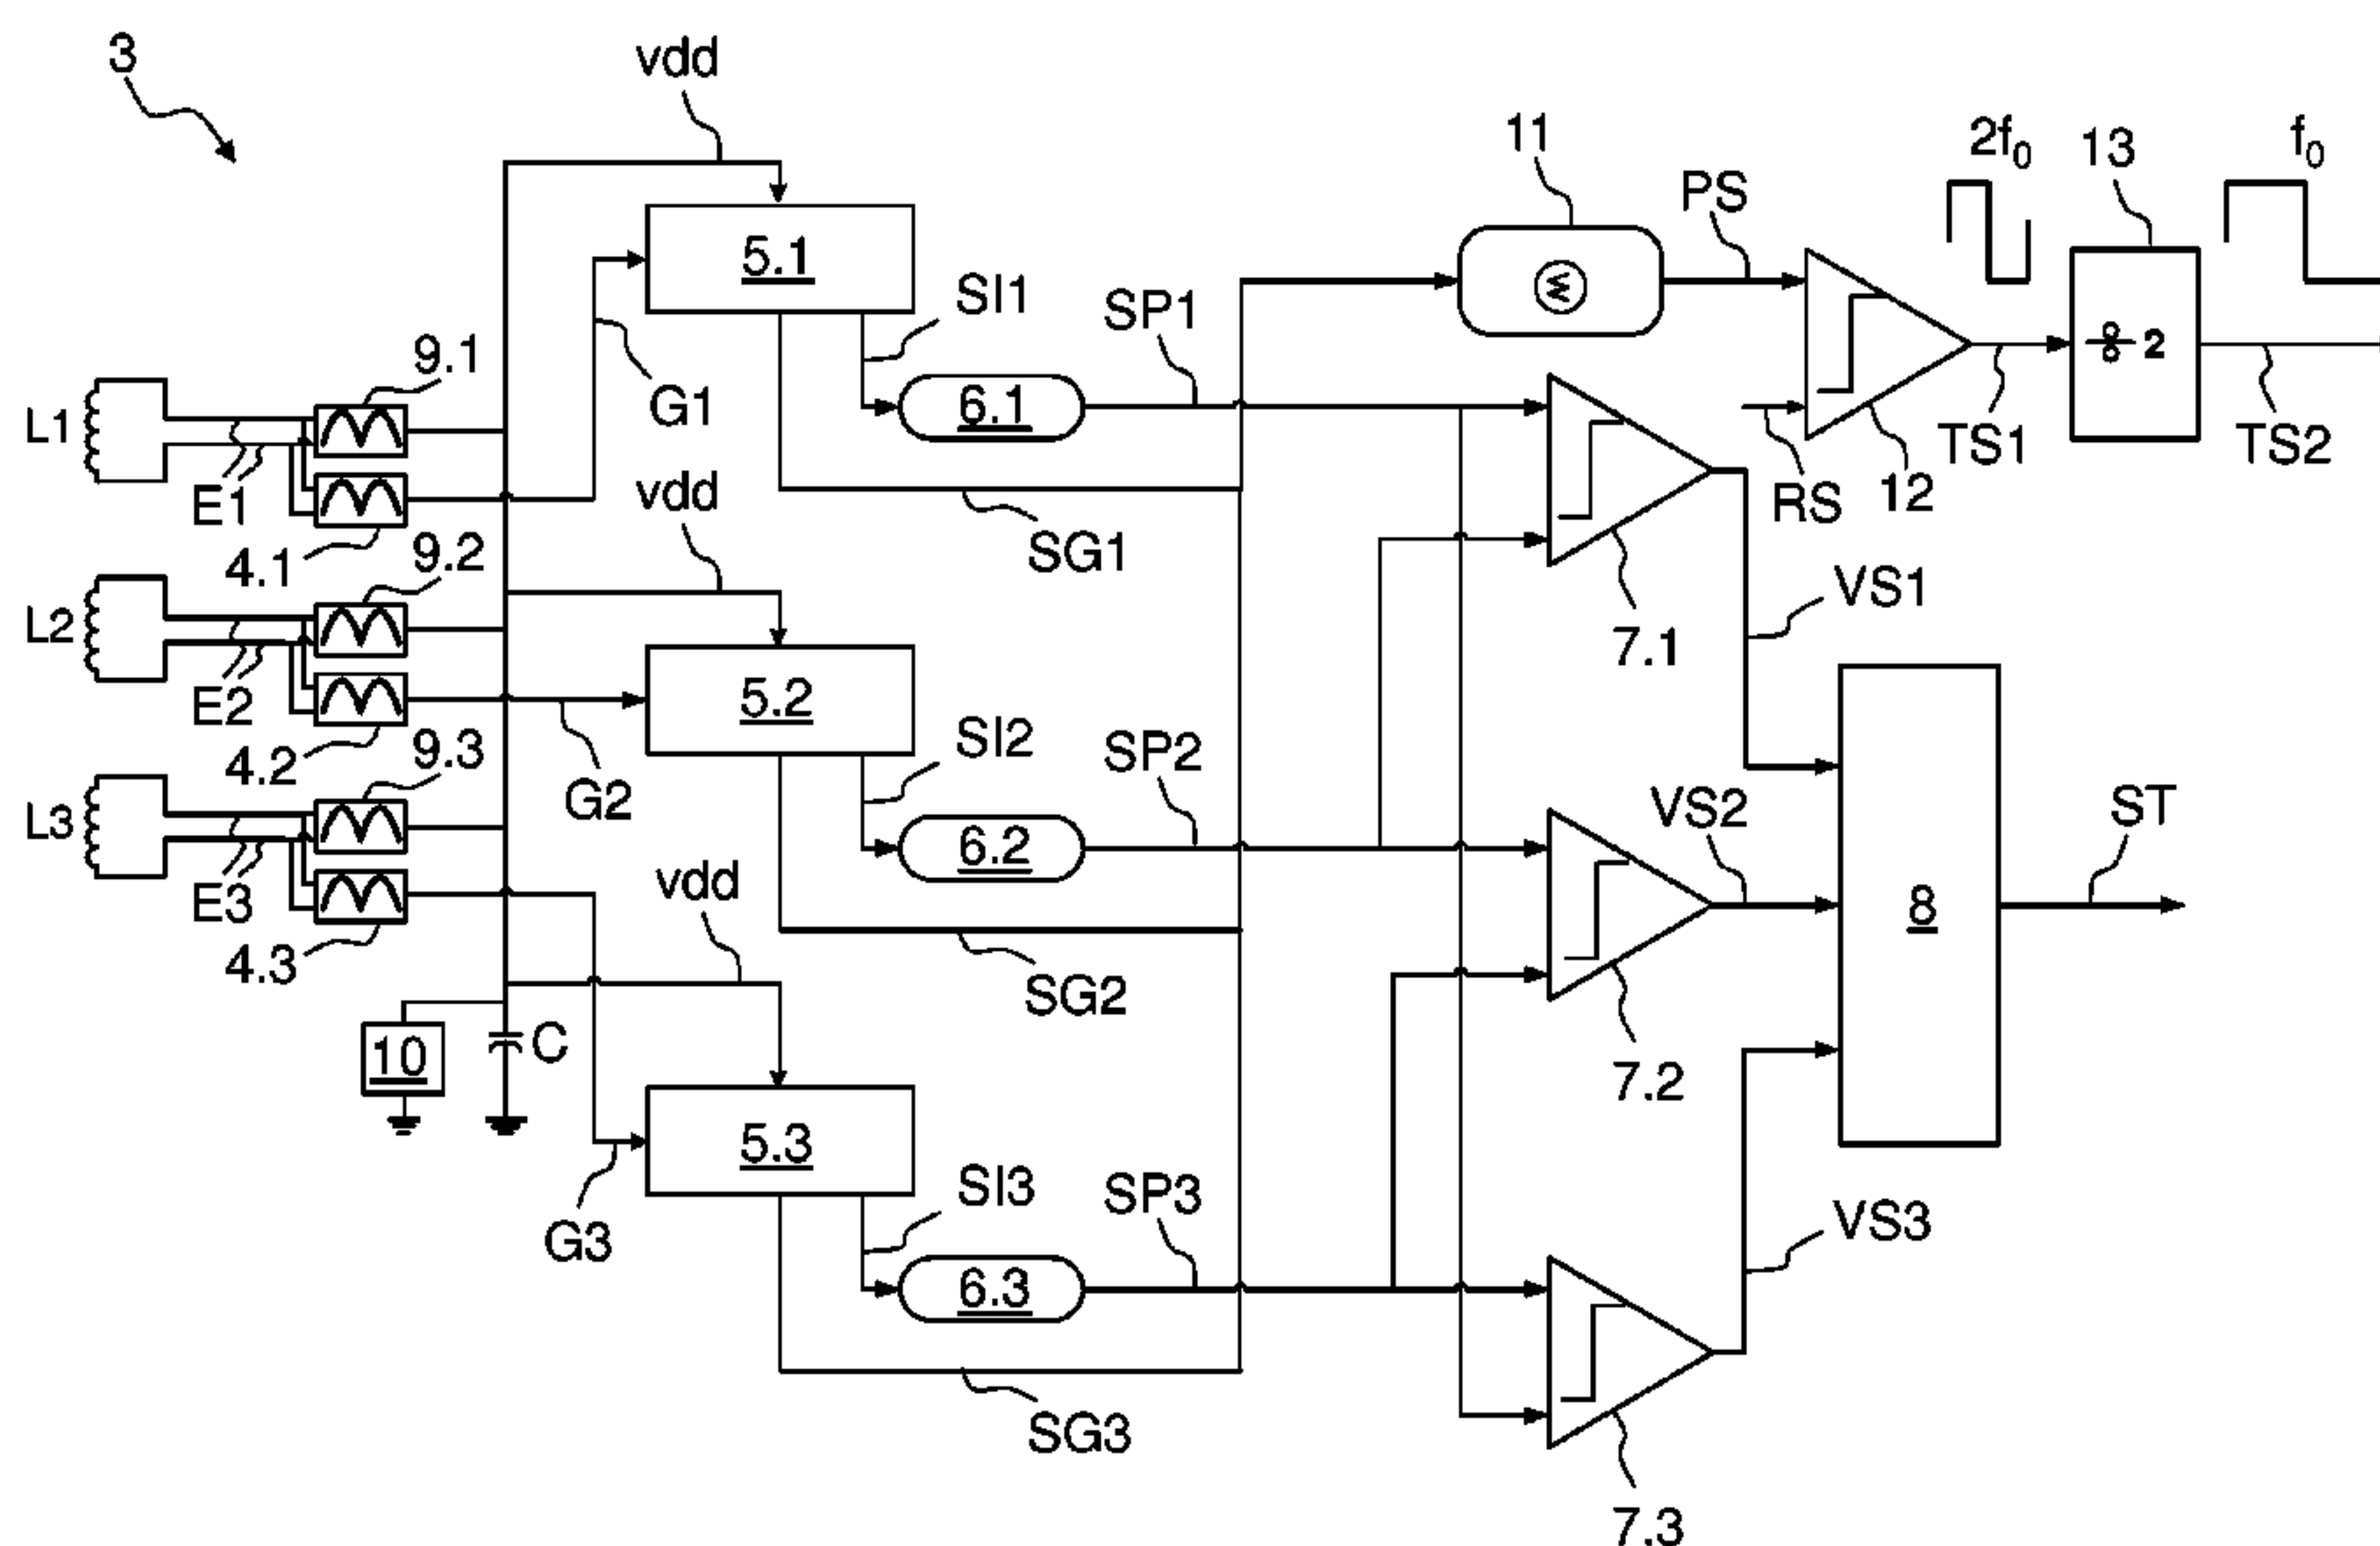 3
vdd
11
PS
2f₀
13
f₀
5.1
SI1
SP1
9.1
G1
6.1
2
L1
E1
vdd
RS
12
TS1
TS2
4.1
9.2
SG1
VS1
L2
7.1
5.2
E2
SI2
SP2
4.2
9.3
G2
VS2
ST
L3
6.2
vdd
E3
8
4.3
SG2
10
C
7.2
5.3
SI3
SP3
VS3
G3
6.3
SG3
7.3